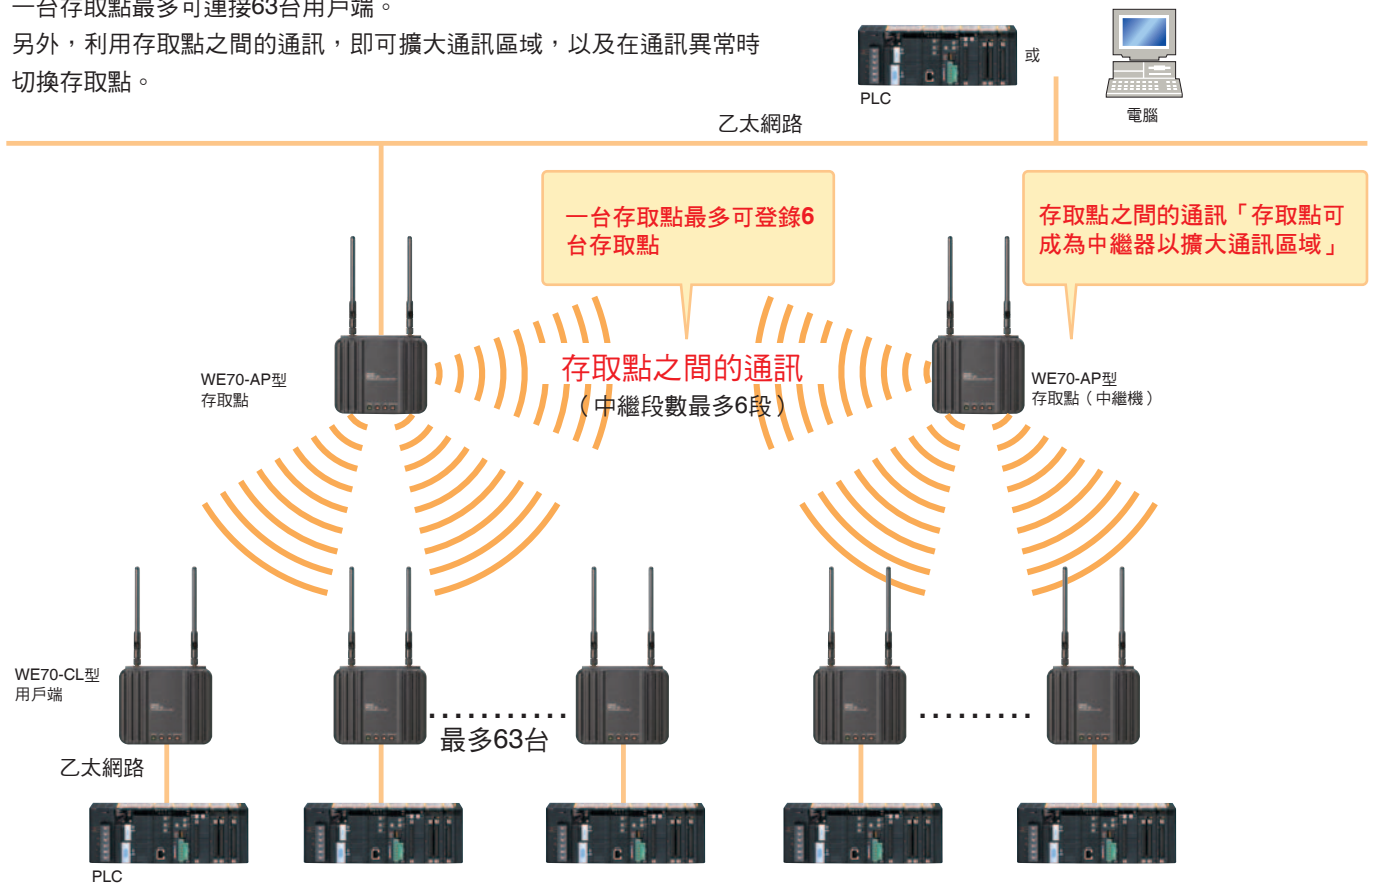 一台存取點最多可連接63台用戶端。
另外，利用存取點之間的通訊，即可擴大通訊區域，以及在通訊異常時
切換存取點。
PLC
或
電腦
乙太網路
一台存取點最多可登錄6
台存取點
存取點之間的通訊「存取點可
成為中繼器以擴大通訊區域」
WE70-AP型
存取點
存取點之間的通訊
（中繼段數最多6段）
WE70-AP型
存取點（中繼機）
WE70-CL型
用戶端
...........
最多63台
.........
乙太網路
PLC